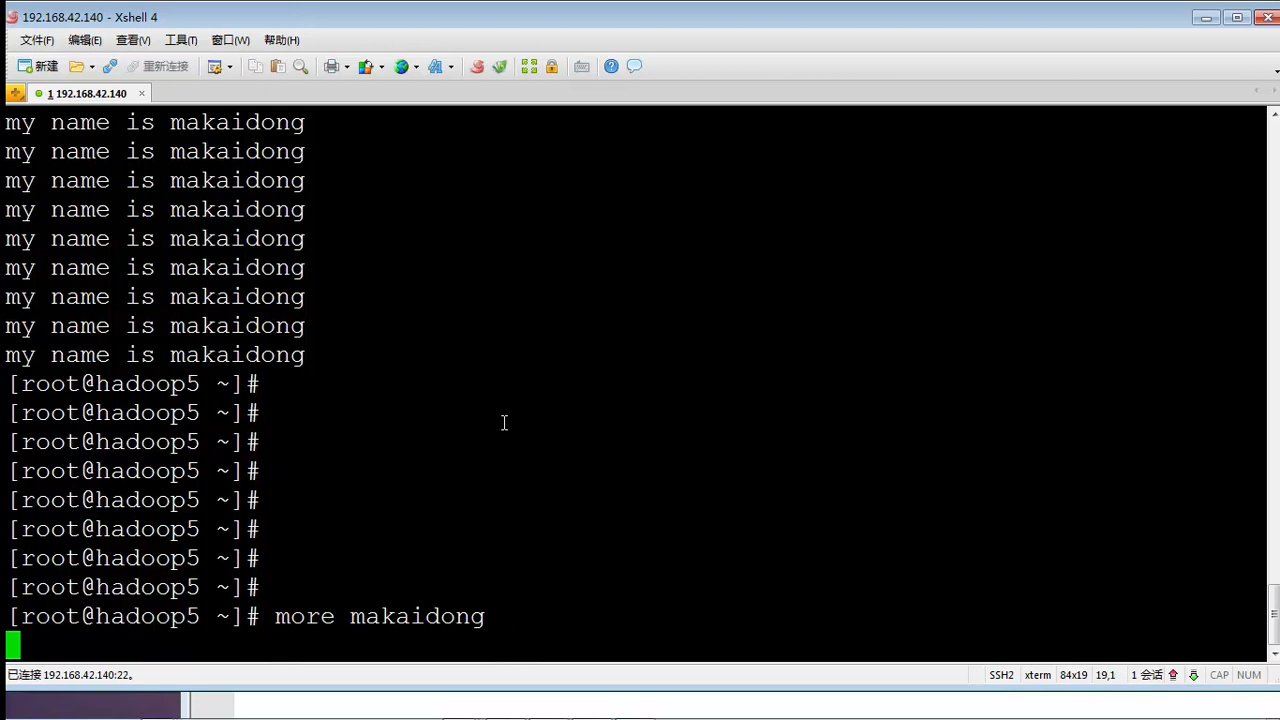 192.168.42.140 - Xshell 4
文件(F) 编辑(E) 查看(V) 工具(T) 窗口(W) 帮助(H)
新建 重新连接
1 192.168.42.140
my name is makaidong
my name is makaidong
my name is makaidong
my name is makaidong
my name is makaidong
my name is makaidong
my name is makaidong
my name is makaidong
my name is makaidong
[root@hadoop5 ~]#
[root@hadoop5 ~]#
[root@hadoop5 ~]#
[root@hadoop5 ~]#
[root@hadoop5 ~]#
[root@hadoop5 ~]#
[root@hadoop5 ~]#
[root@hadoop5 ~]#
[root@hadoop5 ~]# more makaidong
已连接 192.168.42.140:22。 SSH2 xterm 84x19 19,1 1 会话 CAP NUM